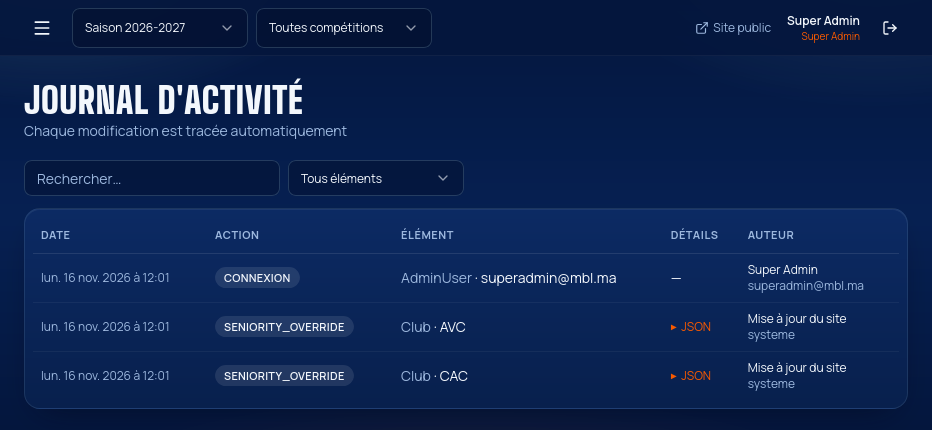 Saison 2026-2027
Toutes compétitions
Site public
Super Admin
Super Admin
JOURNAL D'ACTIVITÉ
Chaque modification est tracée automatiquement
Rechercher...
Tous éléments
DATE ACTION ÉLÉMENT DÉTAILS AUTEUR
lun. 16 nov. 2026 à 12:01 CONNEXION AdminUser · superadmin@mbl.ma — Super Admin
superadmin@mbl.ma
lun. 16 nov. 2026 à 12:01 SENIORITY_OVERRIDE Club · AVC ▸ JSON Mise à jour du site
systeme
lun. 16 nov. 2026 à 12:01 SENIORITY_OVERRIDE Club · CAC ▸ JSON Mise à jour du site
systeme